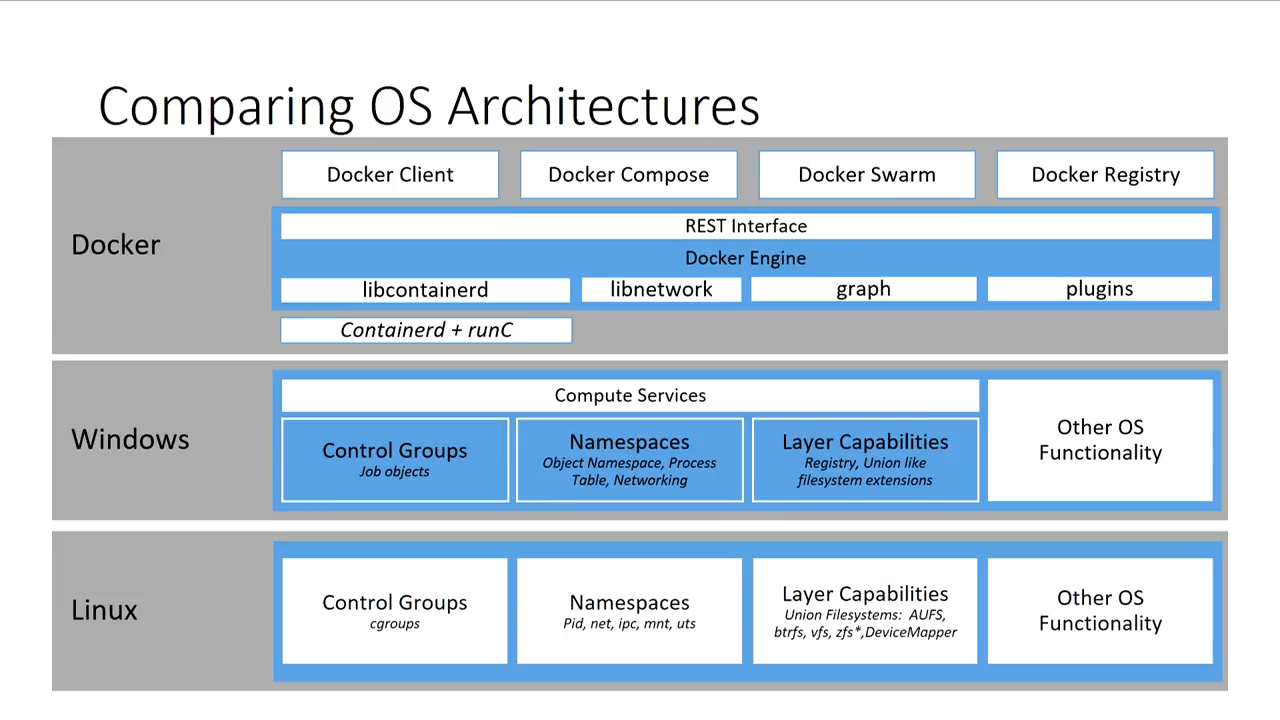 Comparing OS Architectures
Docker
Docker Client
Docker Compose
Docker Swarm
Docker Registry
REST Interface
Docker Engine
libcontainerd
libnetwork
graph
plugins
Containerd + runC
Windows
Compute Services
Control Groups
Job objects
Namespaces
Object Namespace, Process
Table, Networking
Layer Capabilities
Registry, Union like
filesystem extensions
Other OS
Functionality
Linux
Control Groups
cgroups
Namespaces
Pid, net, ipc, mnt, uts
Layer Capabilities
Union Filesystems:  AUFS,
btrfs, vfs, zfs*,DeviceMapper
Other OS
Functionality